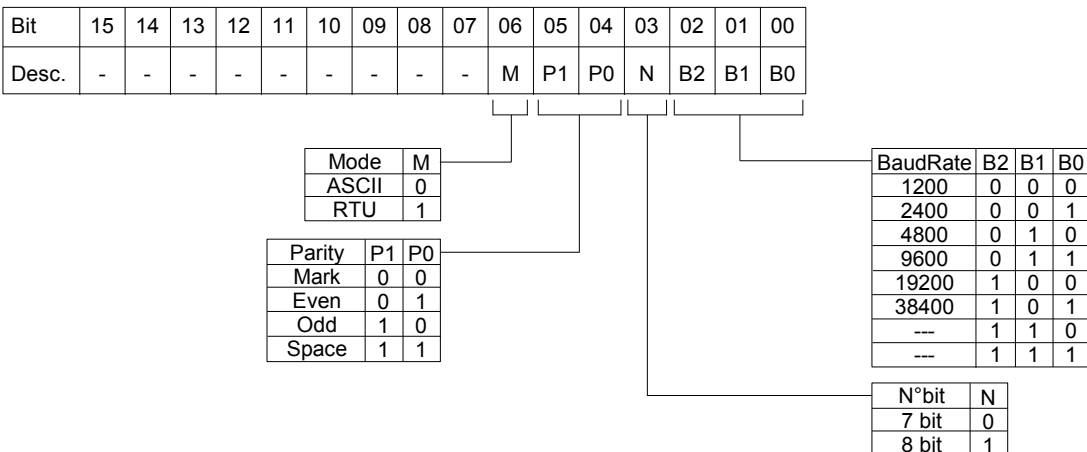 Bit 15 14 13 12 11 10 09 08 07 06 05 04 03 02 01 00
Desc. - - - - - - - - - M P1 P0 N B2 B1 B0
Mode M
ASCII 0
RTU 1
Parity P1 P0
Mark 0 0
Even 0 1
Odd 1 0
Space 1 1
BaudRate B2 B1 B0
1200 0 0 0
2400 0 0 1
4800 0 1 0
9600 0 1 1
19200 1 0 0
38400 1 0 1
--- 1 1 0
--- 1 1 1
N°bit N
7 bit 0
8 bit 1